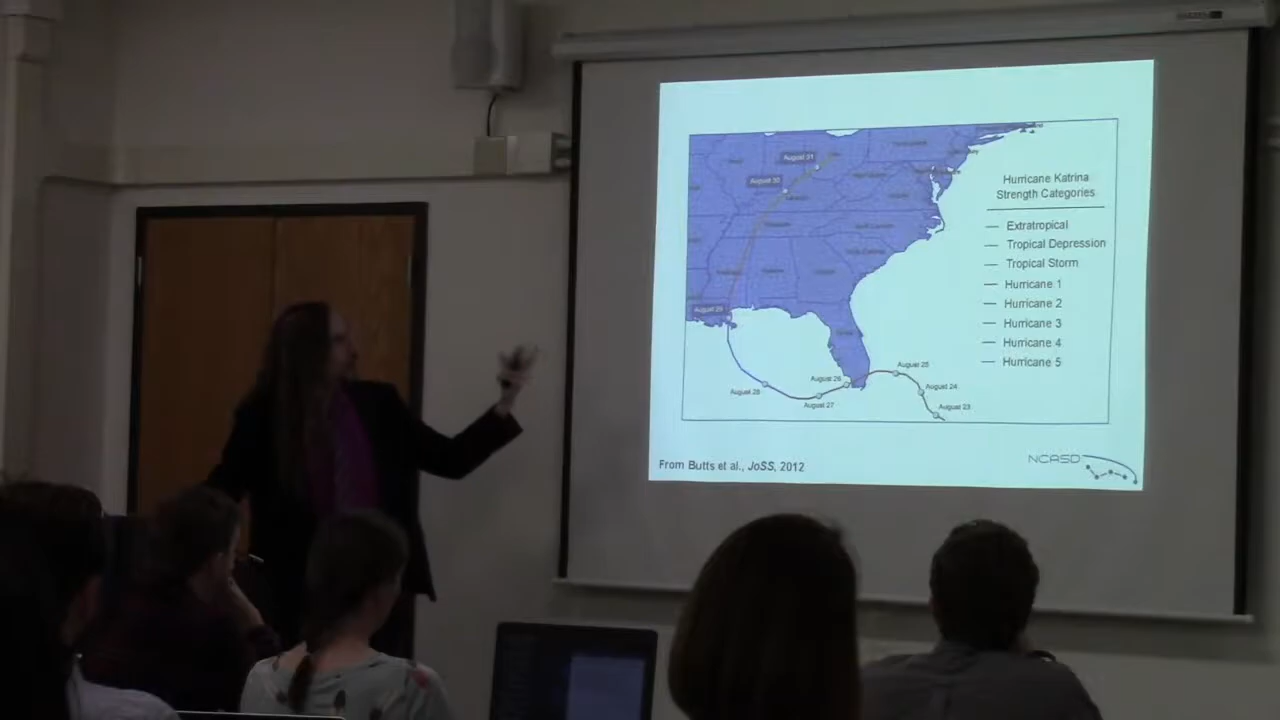 Hurricane Katrina
Strength Categories
Extratropical
Tropical Depression
Tropical Storm
Hurricane 1
Hurricane 2
Hurricane 3
Hurricane 4
Hurricane 5
August 31
August 30
August 29
August 28
August 27
August 26
August 25
August 24
August 23
From Butts et al., JoSS, 2012
NCASD